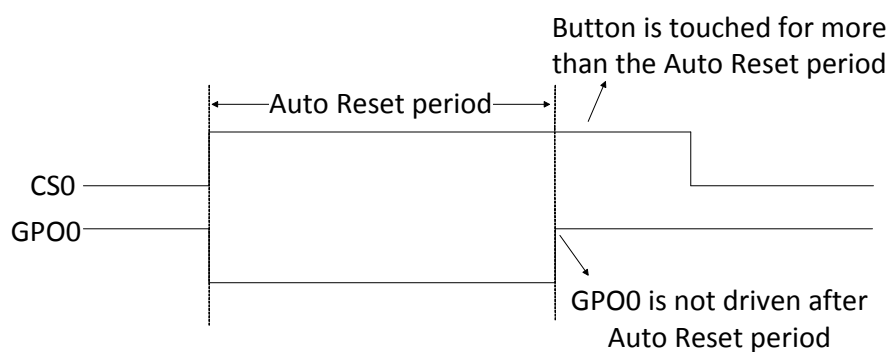 Button is touched for more
than the Auto Reset period
Auto Reset period
CS0
GPO0
GPO0 is not driven after
Auto Reset period